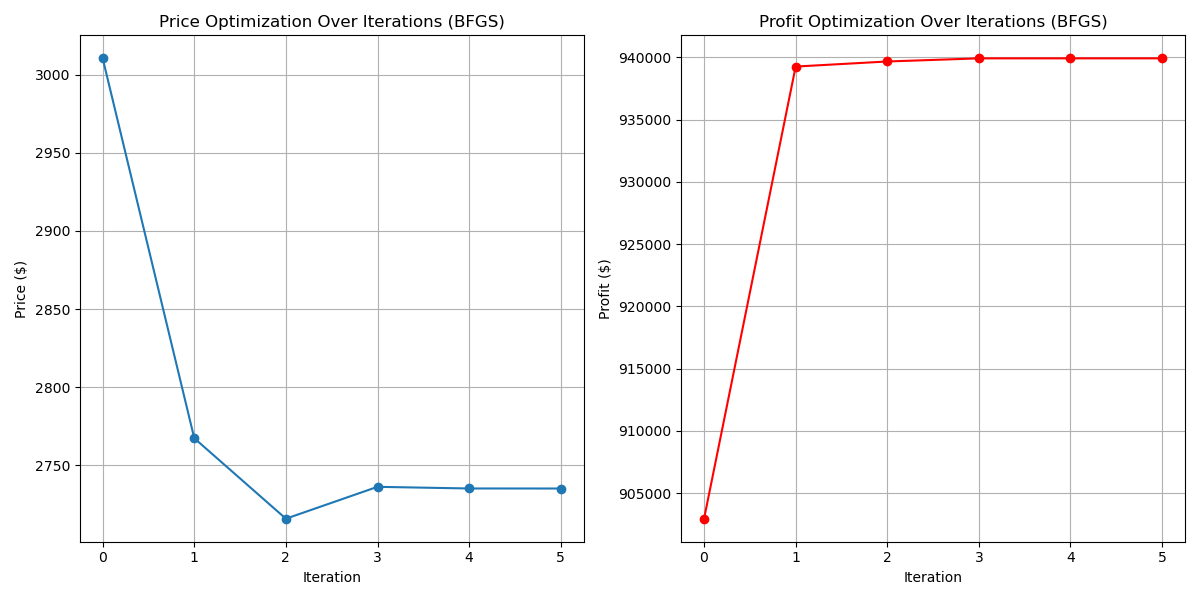 Price Optimization Over Iterations (BFGS)
3000
2950
2900
2850
2800
2750
Price ($)
0 1 2 3 4 5
Iteration
Profit Optimization Over Iterations (BFGS)
940000
935000
930000
925000
920000
915000
910000
905000
Profit ($)
0 1 2 3 4 5
Iteration